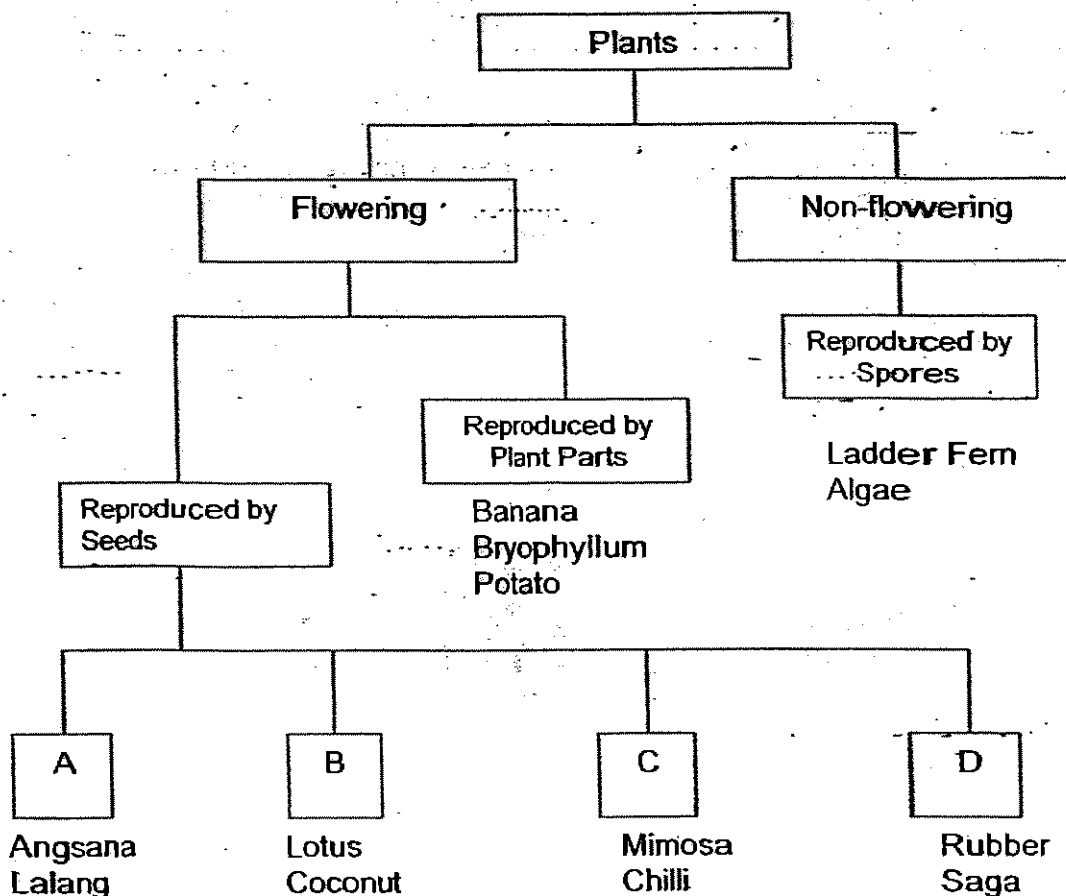 Plants
Flowering
Non-flowering
Reproduced by
Spores
Ladder Fern
Algae
Reproduced by
Plant Parts
Banana
Bryophyllum
Potato
Reproduced by
Seeds
A
B
C
D
Angsana
Lalang
Lotus
Coconut
Mimosa
Chilli
Rubber
Saga